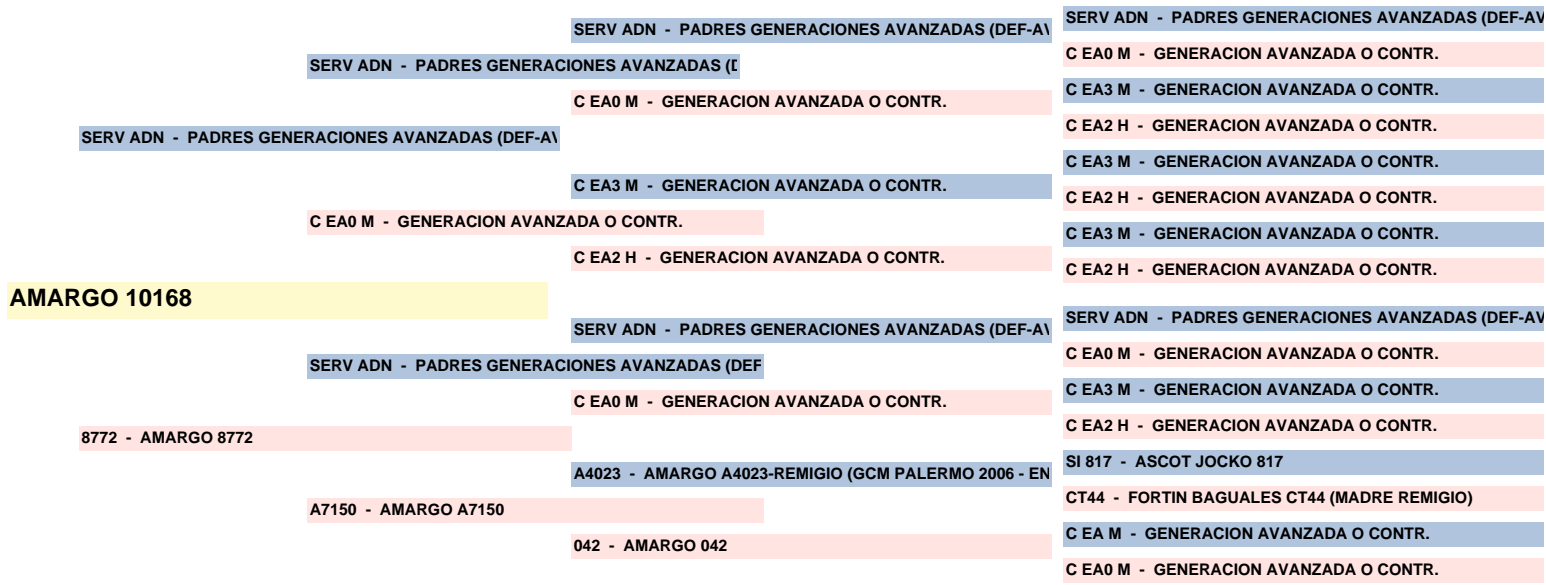 SERV ADN - PADRES GENERACIONES AVANZADAS (DEF-AV
SERV ADN - PADRES GENERACIONES AVANZADAS (DEF-AV
C EA0 M - GENERACION AVANZADA O CONTR.
SERV ADN - PADRES GENERACIONES AVANZADAS (D
C EA3 M - GENERACION AVANZADA O CONTR.
C EA0 M - GENERACION AVANZADA O CONTR.
C EA2 H - GENERACION AVANZADA O CONTR.
SERV ADN - PADRES GENERACIONES AVANZADAS (DEF-AV
C EA3 M - GENERACION AVANZADA O CONTR.
C EA3 M - GENERACION AVANZADA O CONTR.
C EA2 H - GENERACION AVANZADA O CONTR.
C EA0 M - GENERACION AVANZADA O CONTR.
C EA3 M - GENERACION AVANZADA O CONTR.
C EA2 H - GENERACION AVANZADA O CONTR.
C EA2 H - GENERACION AVANZADA O CONTR.
AMARGO 10168
SERV ADN - PADRES GENERACIONES AVANZADAS (DEF-AV
SERV ADN - PADRES GENERACIONES AVANZADAS (DEF-AV
C EA0 M - GENERACION AVANZADA O CONTR.
SERV ADN - PADRES GENERACIONES AVANZADAS (DEF
C EA3 M - GENERACION AVANZADA O CONTR.
C EA0 M - GENERACION AVANZADA O CONTR.
C EA2 H - GENERACION AVANZADA O CONTR.
8772 - AMARGO 8772
SI 817 - ASCOT JOCKO 817
A4023 - AMARGO A4023-REMIGIO (GCM PALERMO 2006 - EN
CT44 - FORTIN BAGUALES CT44 (MADRE REMIGIO)
A7150 - AMARGO A7150
C EA M - GENERACION AVANZADA O CONTR.
042 - AMARGO 042
C EA0 M - GENERACION AVANZADA O CONTR.